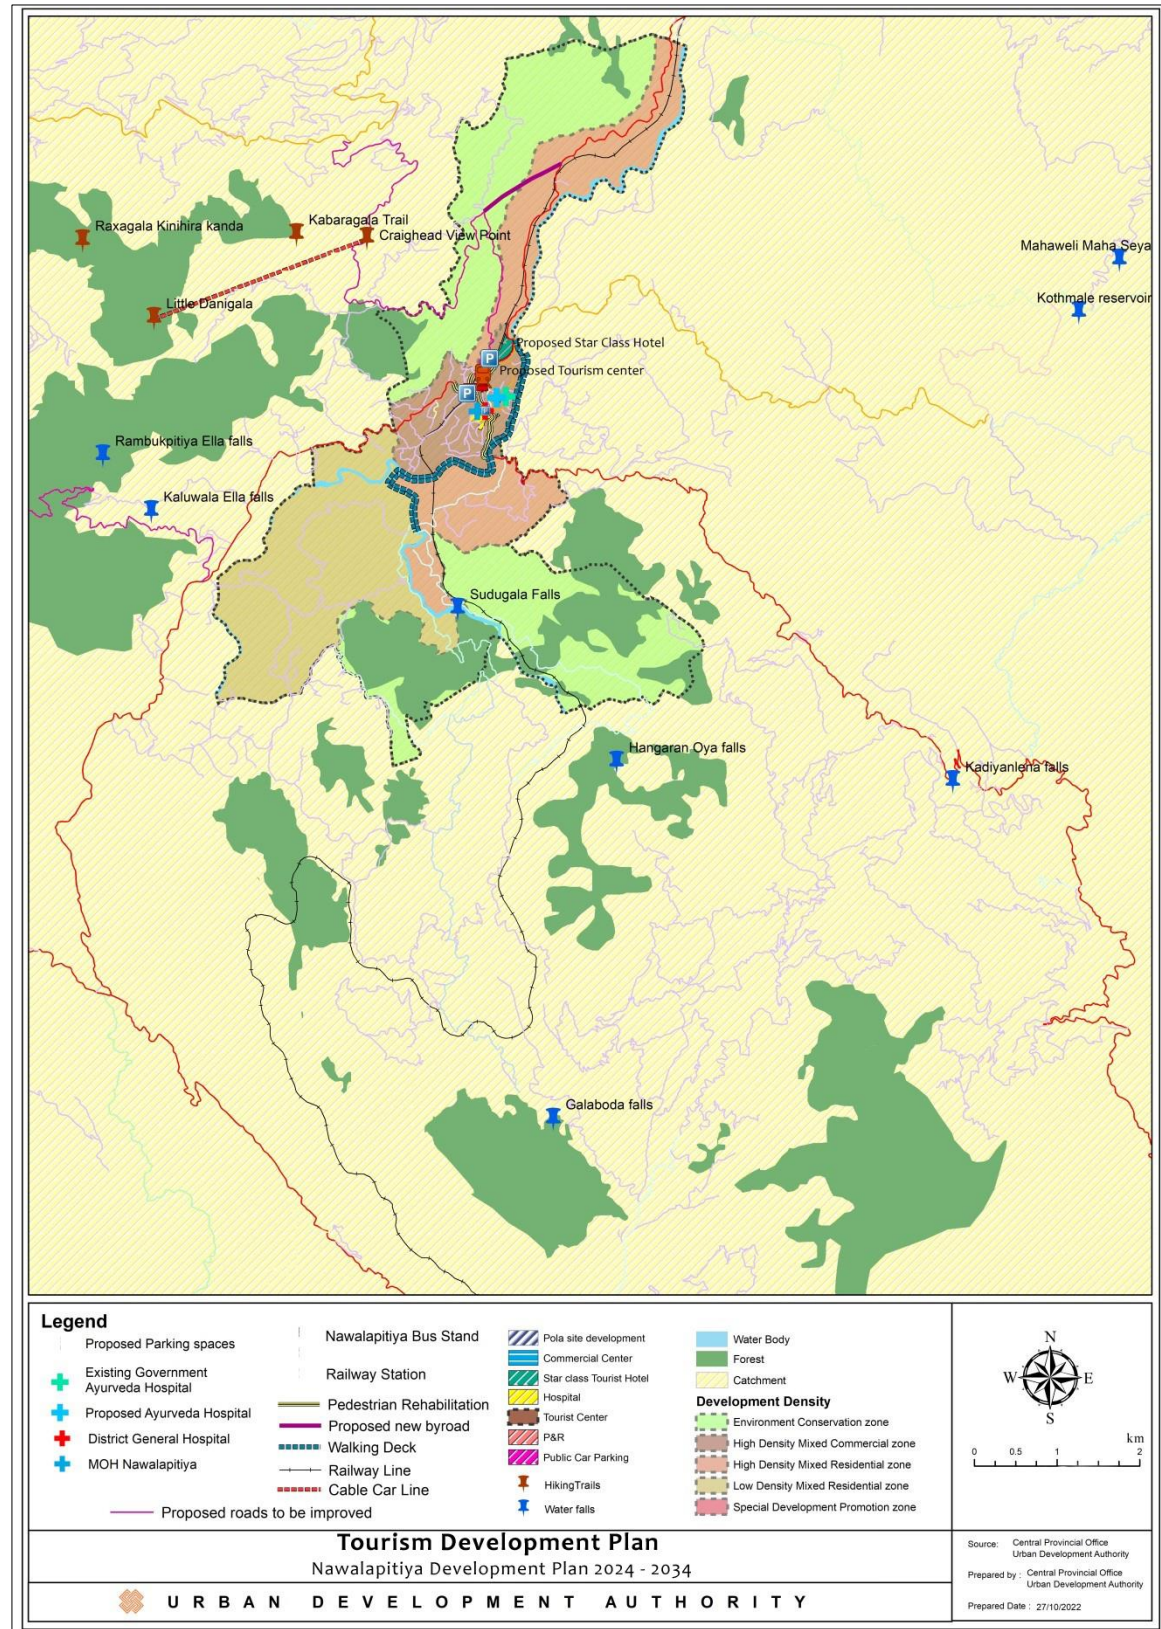 Raxagala Kinihira kanda
Kabaragala Trail
Craighead View Point
Little Danigala
Mahaweli Maha Seya
Kothmale reservoir
Proposed Star Class Hotel
P
Proposed Tourism center
P
Rambukpitiya Ella falls
Kaluwala Ella falls
Sudugala Falls
Hangaran Oya falls
Kadiyanlena falls
Galaboda falls
Legend
Proposed Parking spaces
Existing Government
Ayurveda Hospital
Proposed Ayurveda Hospital
District General Hospital
MOH Nawalapitiya
Proposed roads to be improved
Nawalapitiya Bus Stand
Railway Station
Pedestrian Rehabilitation
Proposed new byroad
Walking Deck
Railway Line
Cable Car Line
Pola site development
Commercial Center
Star class Tourist Hotel
Hospital
Tourist Center
P&R
Public Car Parking
HikingTrails
Water falls
Water Body
Forest
Catchment
Development Density
Environment Conservation zone
High Density Mixed Commercial zone
High Density Mixed Residential zone
Low Density Mixed Residential zone
Special Development Promotion zone
N
W E
S
km
0 0.5 1 2
Tourism Development Plan
Nawalapitiya Development Plan 2024 - 2034
URBAN DEVELOPMENT AUTHORITY
Source: Central Provincial Office
Urban Development Authority
Prepared by : Central Provincial Office
Urban Development Authority
Prepared Date : 27/10/2022